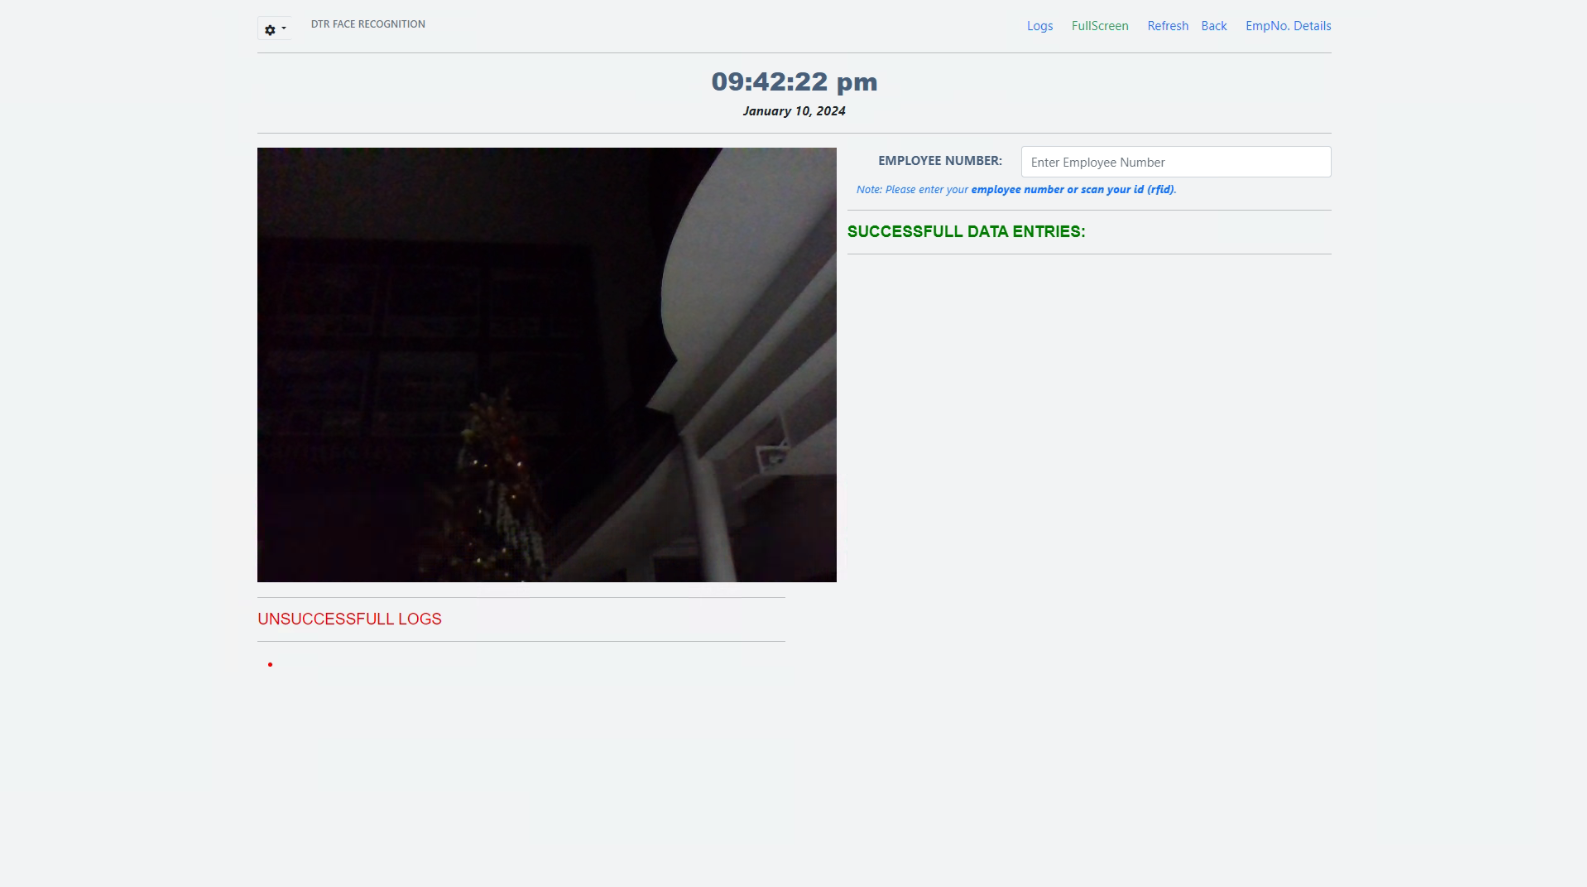 DTR FACE RECOGNITION
Logs FullScreen Refresh Back EmpNo. Details
09:42:22 pm
January 10, 2024
EMPLOYEE NUMBER: Enter Employee Number
Note: Please enter your employee number or scan your id (rfid).
SUCCESSFULL DATA ENTRIES:
UNSUCCESSFULL LOGS